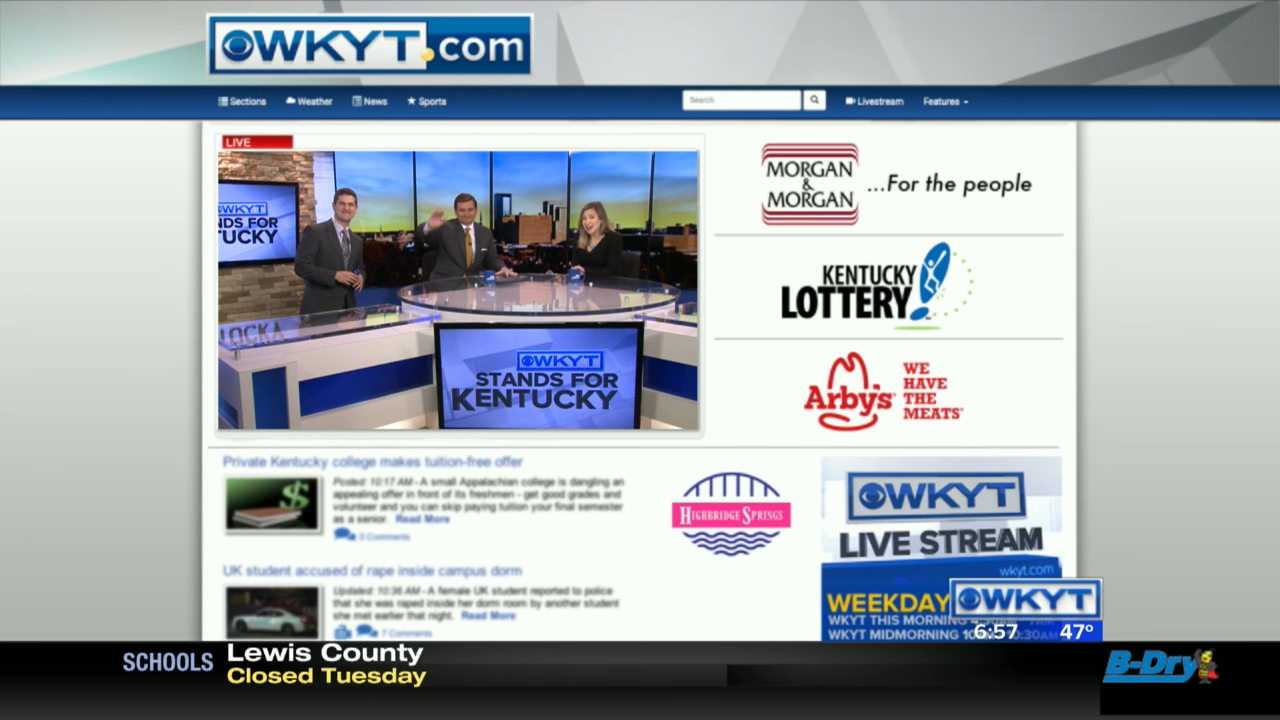 WKYT.com
Sections Weather News Sports Search Livestream Features
LIVE
WKYT
NDS FOR
TUCKY
WKYT
STANDS FOR
KENTUCKY
MORGAN
&
MORGAN
...For the people
KENTUCKY
LOTTERY
Arby's
WE
HAVE
THE
MEATS
Private Kentucky college makes tuition-free offer
Posted: 10:17 AM - A small Appalachian college is dangling an
appealing offer in front of its freshmen - get good grades and
volunteer and you can skip paying tuition your final semester
as a senior. Read More
0 Comments
UK student accused of rape inside campus dorm
Updated: 10:36 AM - A female UK student reported to police
that she was raped inside her dorm room by another student
she met earlier that night. Read More
7 Comments
HIGHBRIDGE SPRINGS
WKYT
LIVE STREAM
wkyt.com
WEEKDAY
WKYT THIS MORNING
WKYT MIDMORNING
WKYT
6:57 47°
SCHOOLS
Lewis County
Closed Tuesday
B-Dry